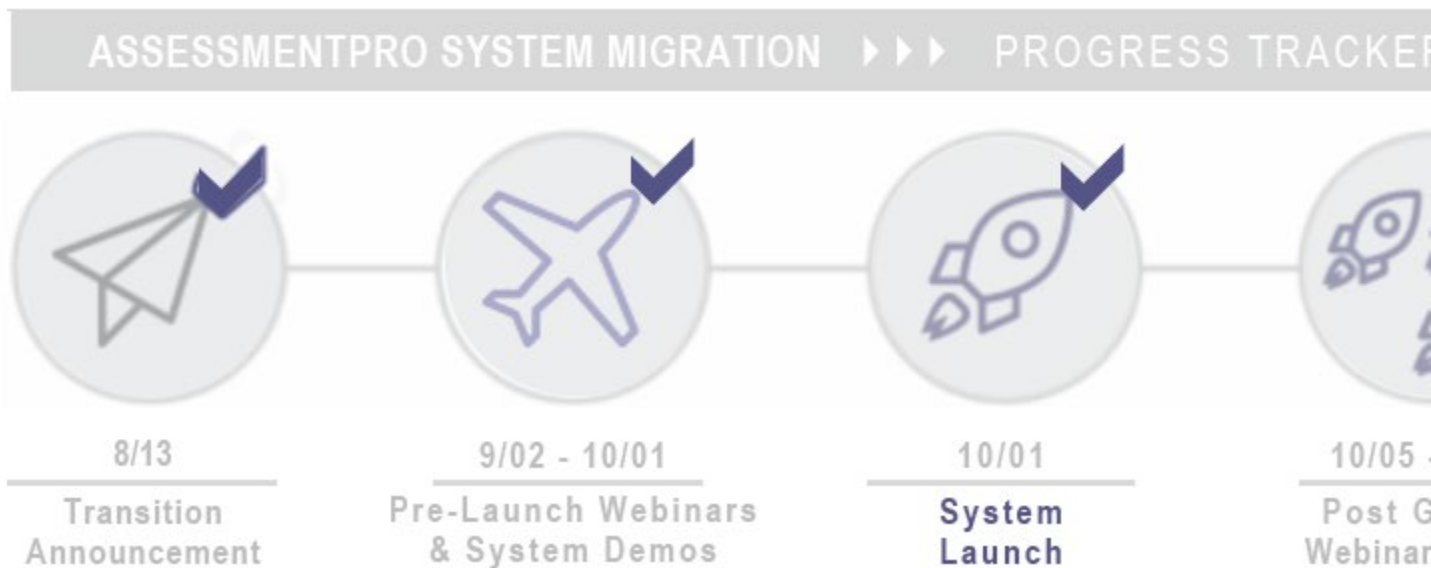 ASSESSMENTPRO SYSTEM MIGRATION PROGRESS TRACKER
8/13
Transition
Announcement
9/02 - 10/01
Pre-Launch Webinars
& System Demos
10/01
System
Launch
10/05 -
Post
Webinar